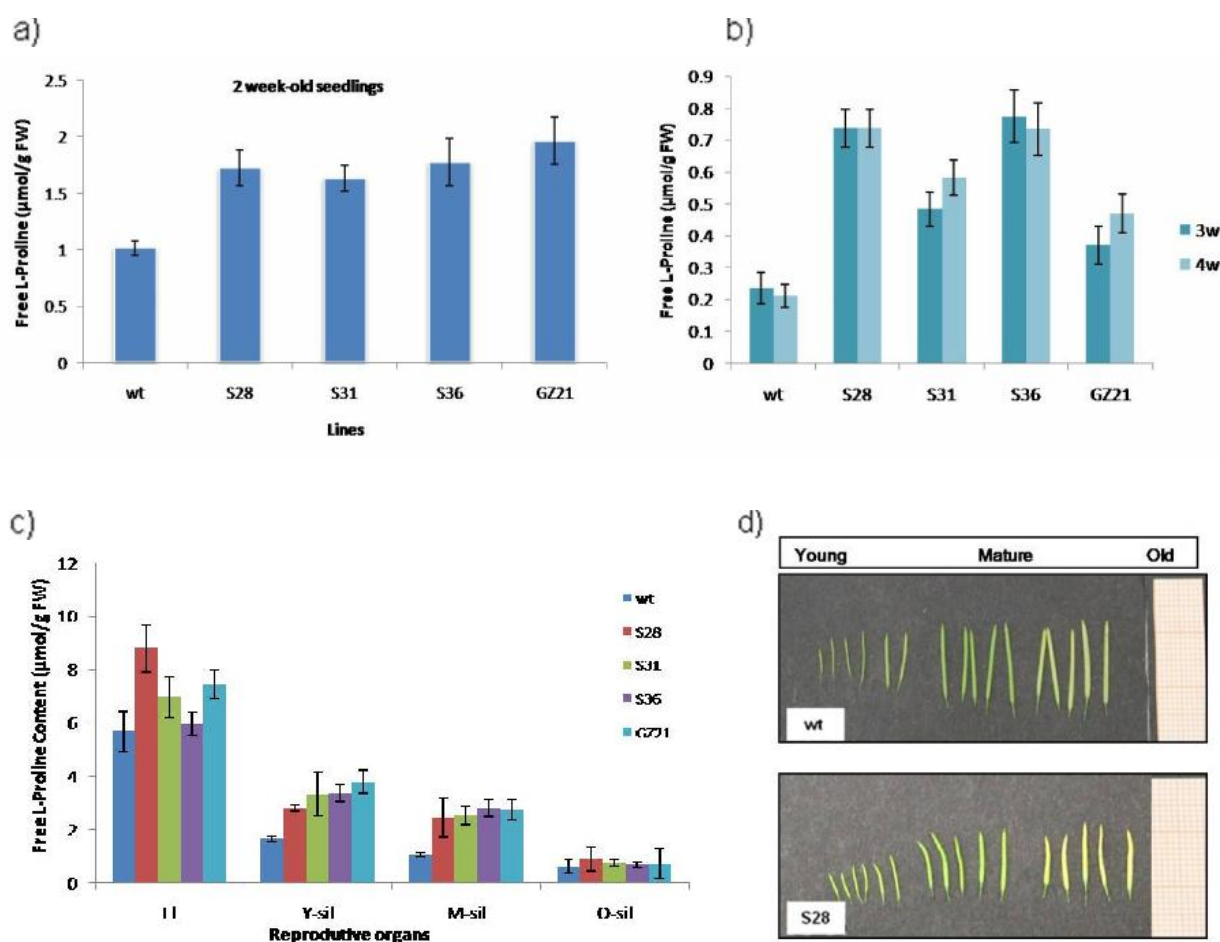 a)
2 week-old seedlings
Free L-Proline (µmol/g FW)
2.5
2
1.5
1
0.5
0
wt S28 S31 S36 GZ21
Lines
b)
Free L-Proline (µmol/g FW)
0.9
0.8
0.7
0.6
0.5
0.4
0.3
0.2
0.1
0
wt S28 S31 S36 GZ21
3w
4w
c)
Free L-Proline Content (µmol/g FW)
12
10
8
6
4
2
0
wt
S28
S31
S36
GZ21
Y-sil M-sil O-sil
Reprodutive organs
d)
Young Mature Old
wt
S28